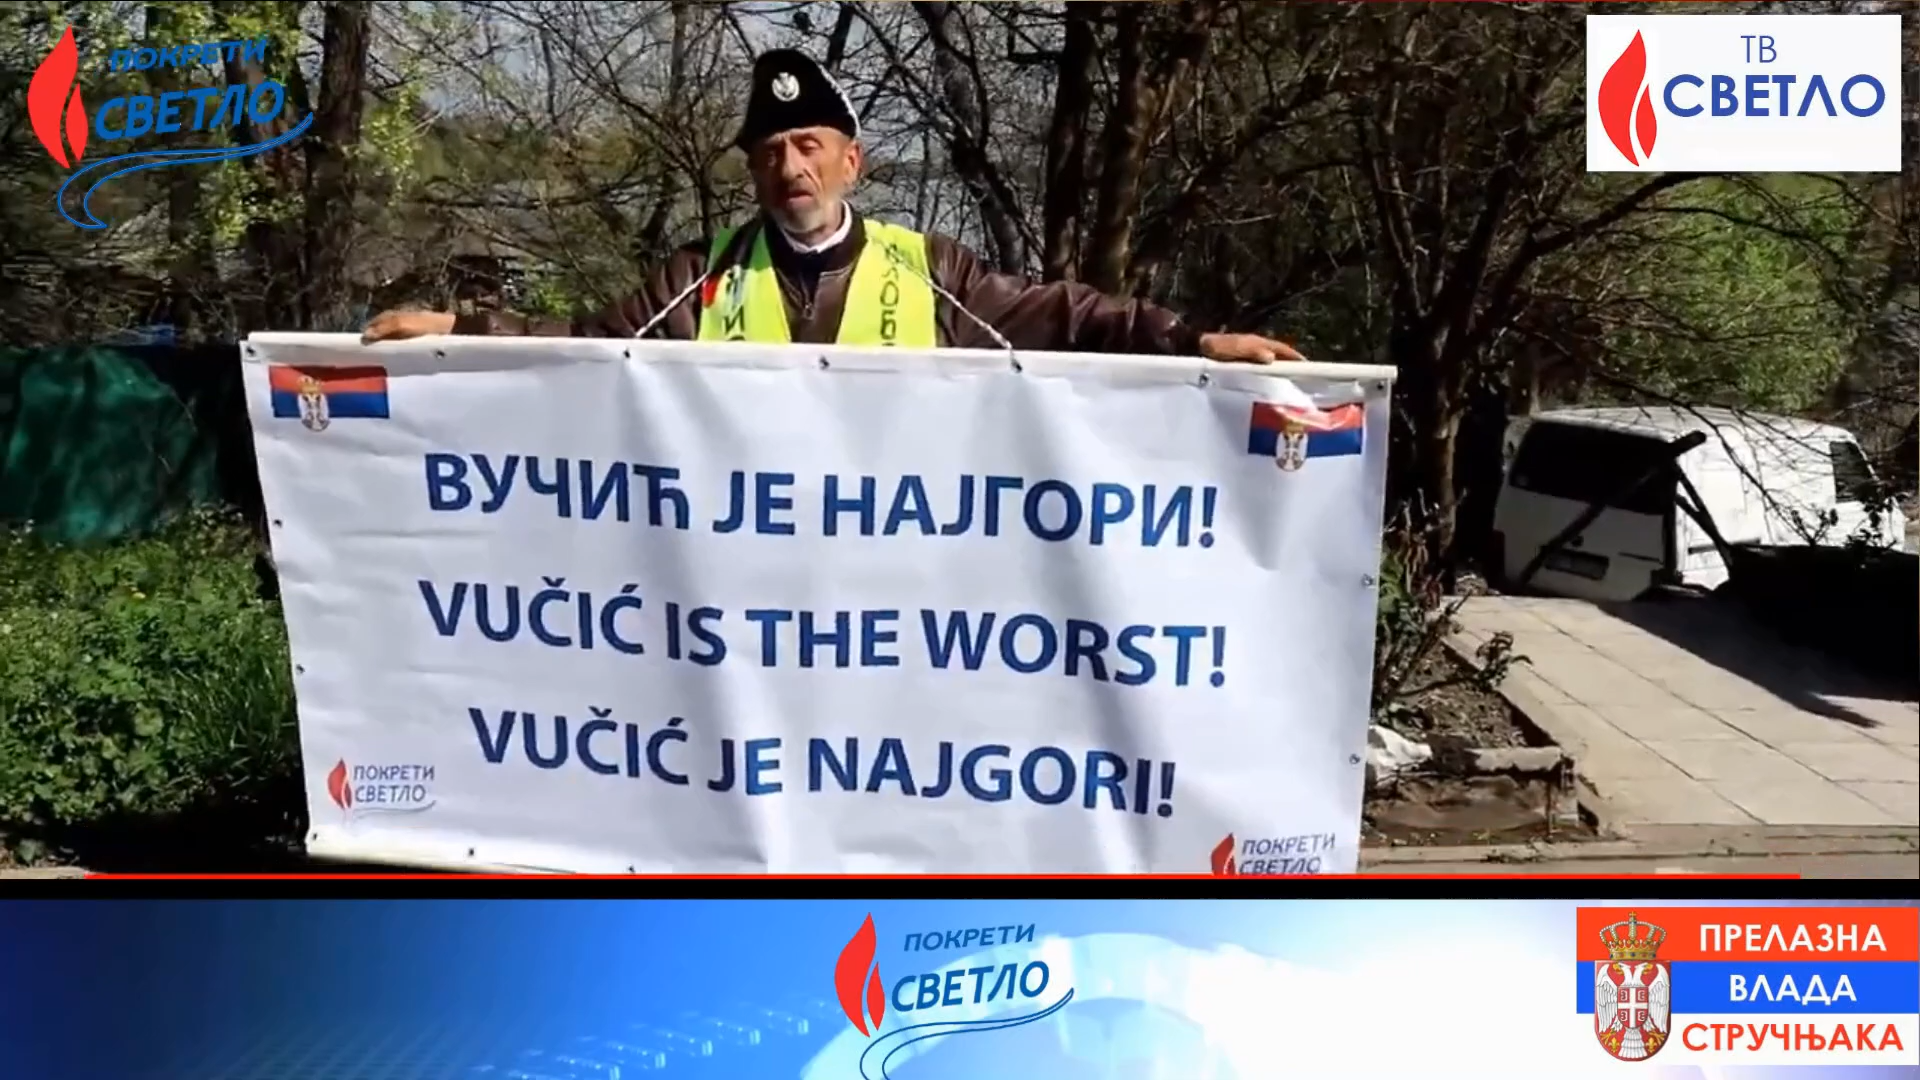 ПОКРЕТИ
СВЕТЛО
ТВ
СВЕТЛО
ВУЧИЋ ЈЕ НАЈГОРИ!
VUČIĆ IS THE WORST!
VUČIĆ JE NAJGORI!
ПОКРЕТИ
СВЕТЛО
ПОКРЕТИ
СВЕТЛО
ПОКРЕТИ
СВЕТЛО
ПРЕЛАЗНА
ВЛАДА
СТРУЧЊАКА